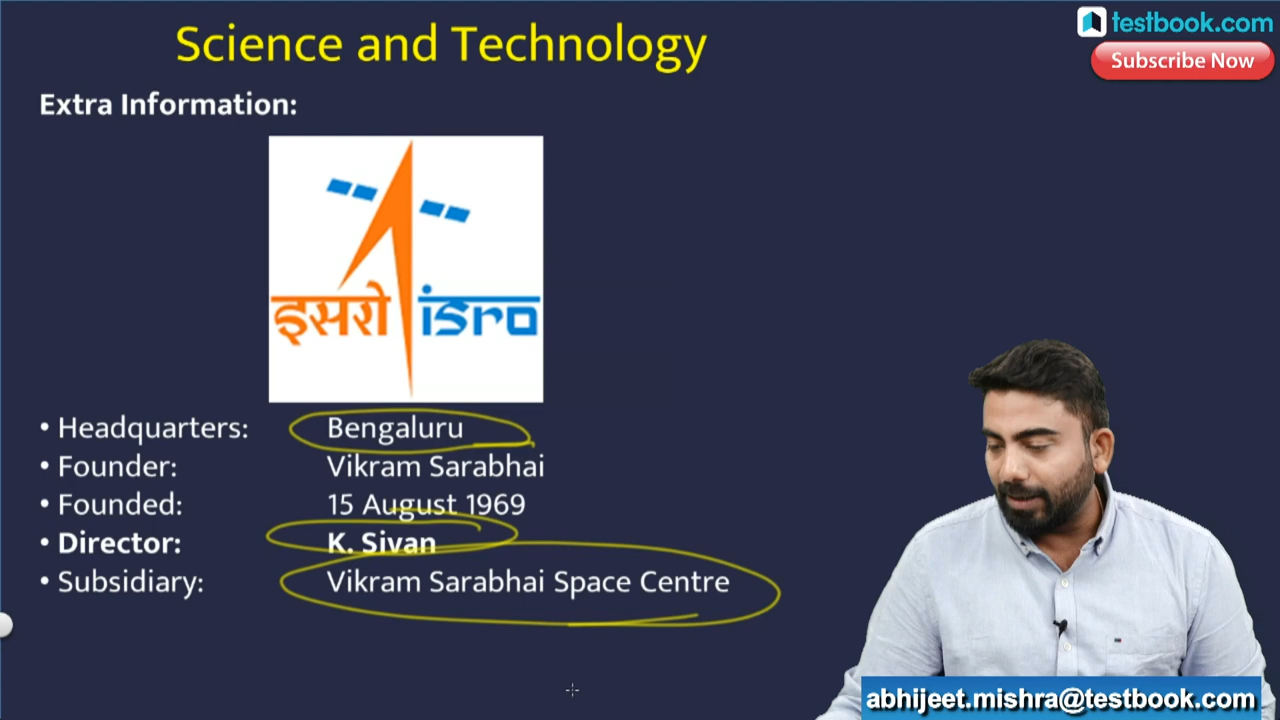 Science and Technology
testbook.com
Subscribe Now
Extra Information:
इसरो isro
• Headquarters: Bengaluru
• Founder: Vikram Sarabhai
• Founded: 15 August 1969
• Director: K. Sivan
• Subsidiary: Vikram Sarabhai Space Centre
abhijeet.mishra@testbook.com